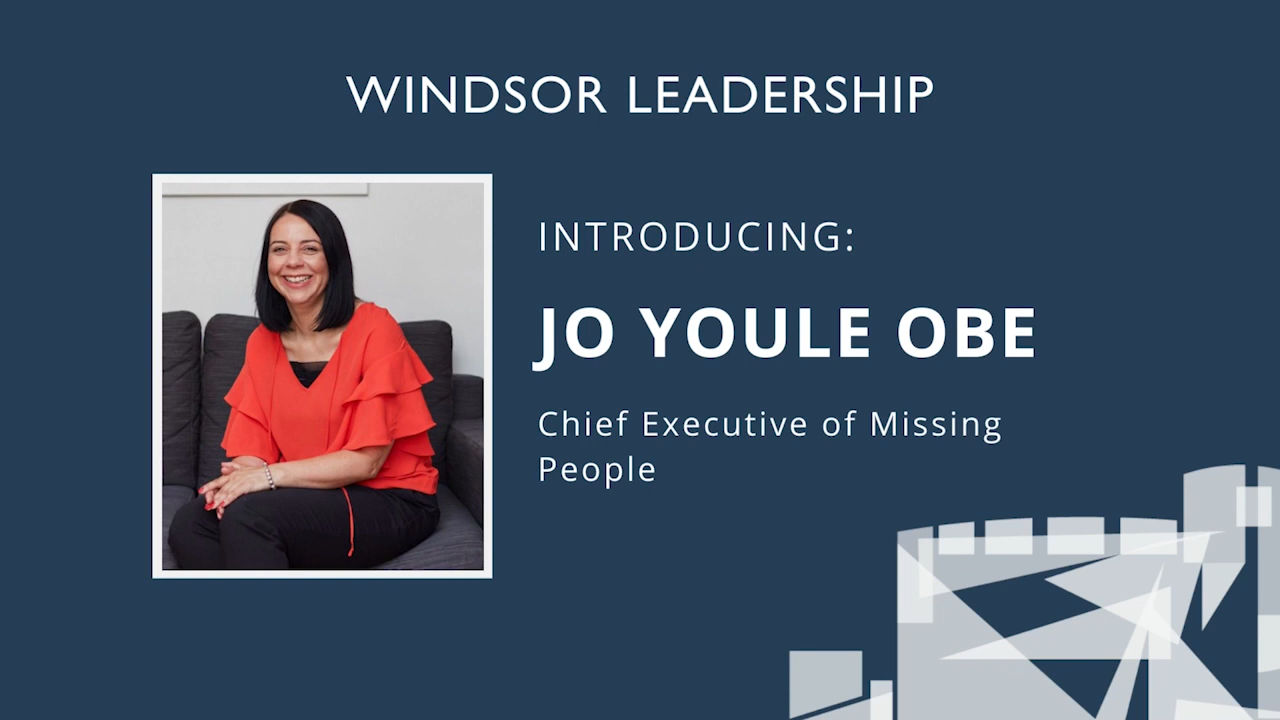 WINDSOR LEADERSHIP
INTRODUCING:
JO YOULE OBE
Chief Executive of Missing
People